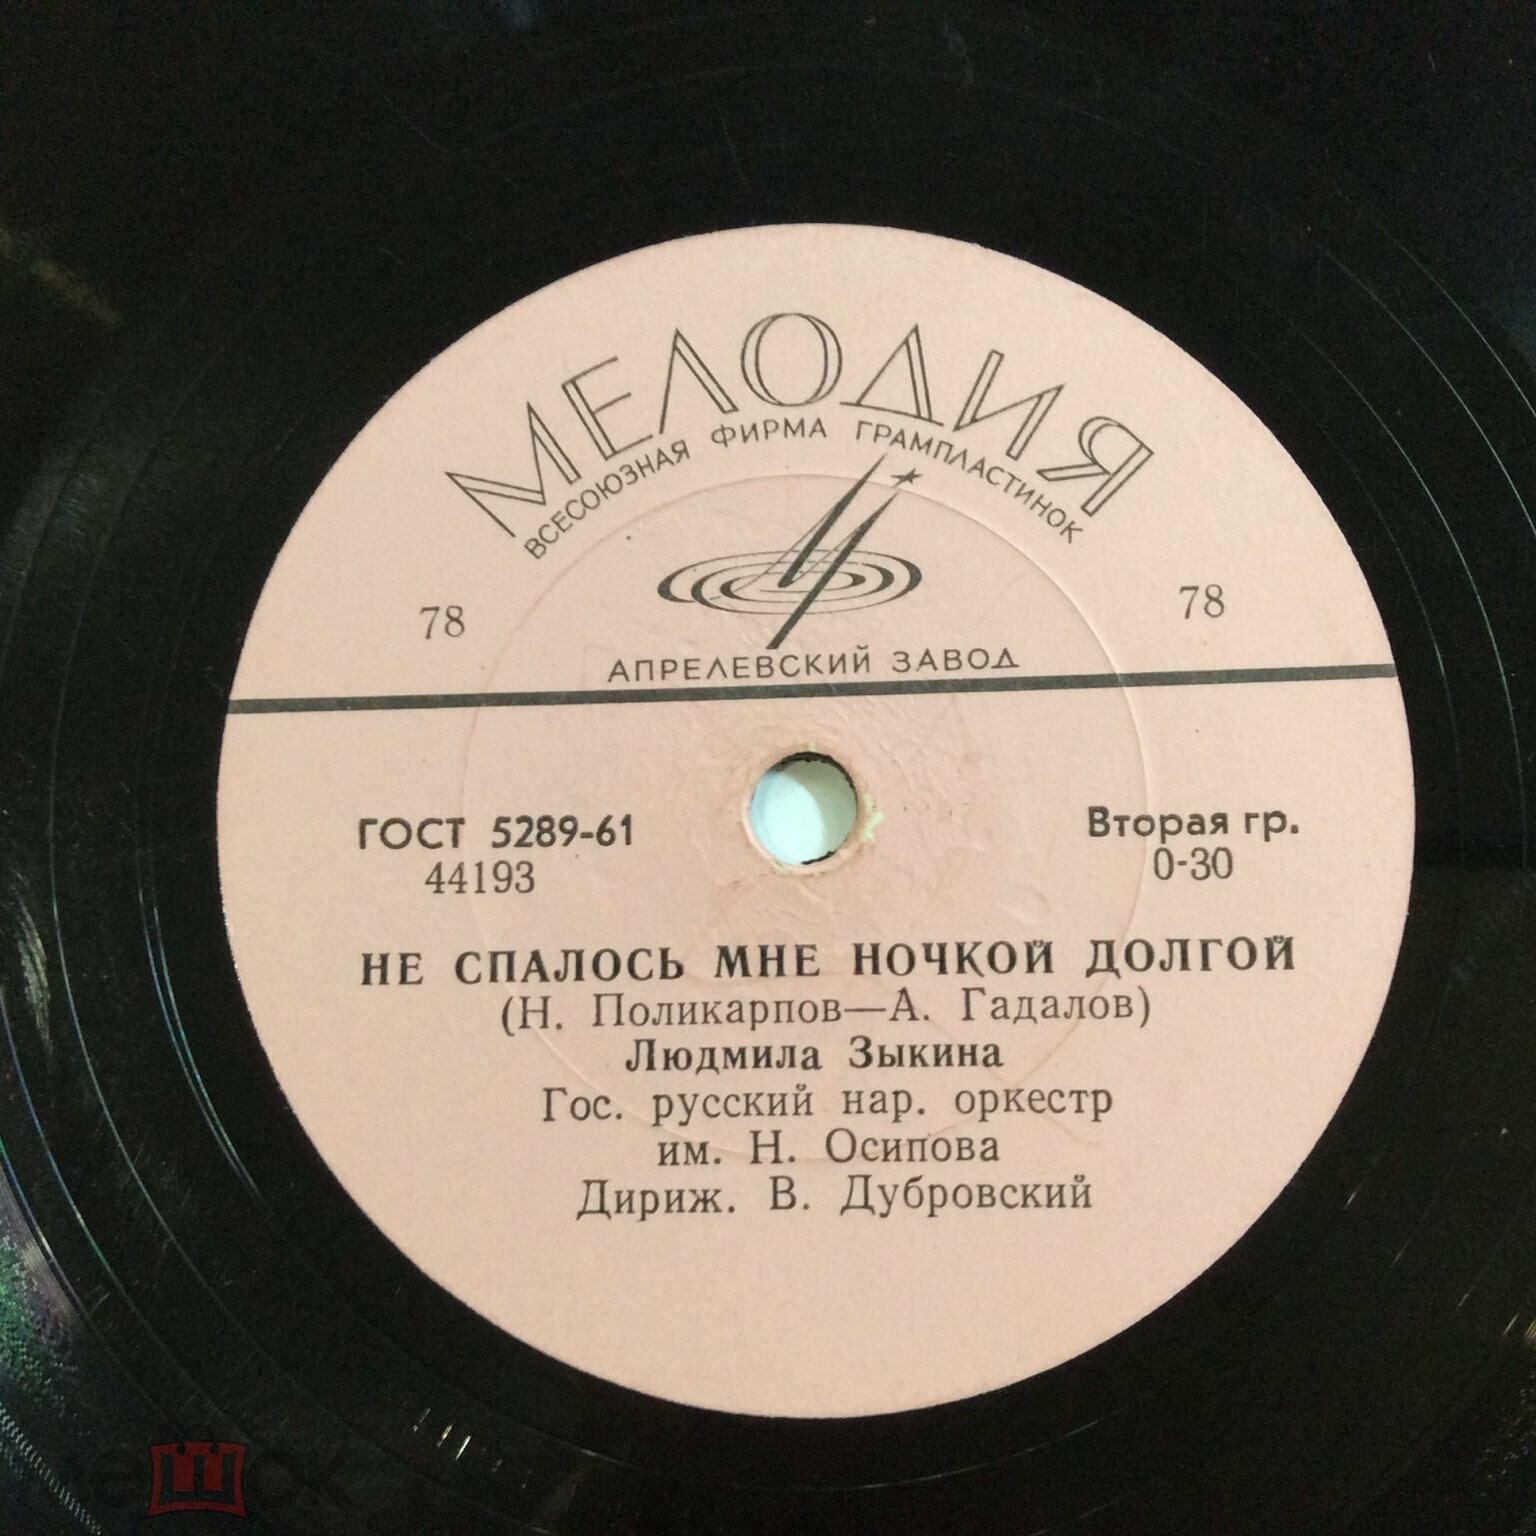 МЕЛОДИЯ
ВСЕСОЮЗНАЯ ФИРМА ГРАМПЛАСТИНОК
78 78
АПРЕЛЕВСКИЙ ЗАВОД
ГОСТ 5289-61 Вторая гр.
44193 0-30
НЕ СПАЛОСЬ МНЕ НОЧКОЙ ДОЛГОЙ
(Н. Поликарпов—А. Гадалов)
Людмила Зыкина
Гос. русский нар. оркестр
им. Н. Осипова
Дириж. В. Дубровский